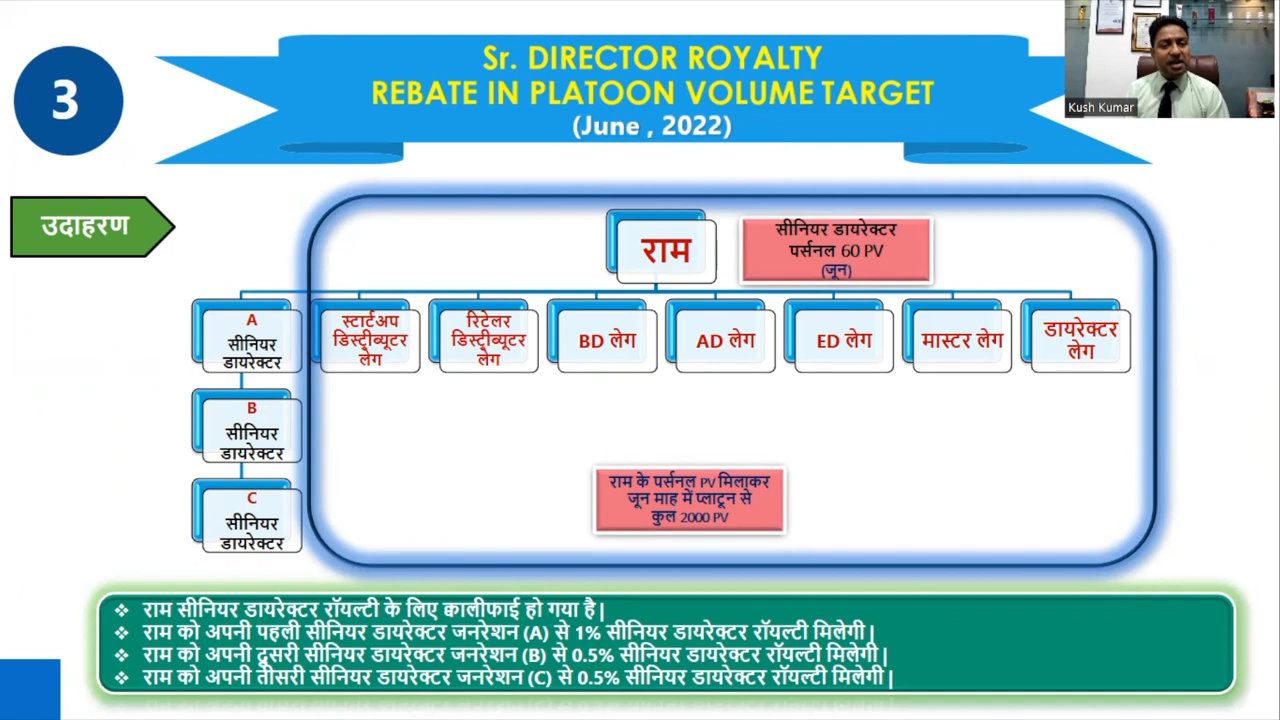 3
Sr. DIRECTOR ROYALTY
REBATE IN PLATOON VOLUME TARGET
(June , 2022)
Kush Kumar
उदाहरण
राम
सीनियर डायरेक्टर
पर्सनल 60 PV
(जून)
A
सीनियर
डायरेक्टर
स्टार्टअप
डिस्ट्रीब्यूटर
लेग
रिटेलर
डिस्ट्रीब्यूटर
लेग
BD लेग
AD लेग
ED लेग
मास्टर लेग
डायरेक्टर
लेग
B
सीनियर
डायरेक्टर
C
सीनियर
डायरेक्टर
राम के पर्सनल PV मिलाकर
जून माह में प्लाटून से
कुल 2000 PV
❖ राम सीनियर डायरेक्टर रॉयल्टी के लिए क्वालीफाई हो गया है|
❖ राम को अपनी पहली सीनियर डायरेक्टर जनरेशन (A) से 1% सीनियर डायरेक्टर रॉयल्टी मिलेगी|
❖ राम को अपनी दूसरी सीनियर डायरेक्टर जनरेशन (B) से 0.5% सीनियर डायरेक्टर रॉयल्टी मिलेगी|
❖ राम को अपनी तीसरी सीनियर डायरेक्टर जनरेशन (C) से 0.5% सीनियर डायरेक्टर रॉयल्टी मिलेगी|